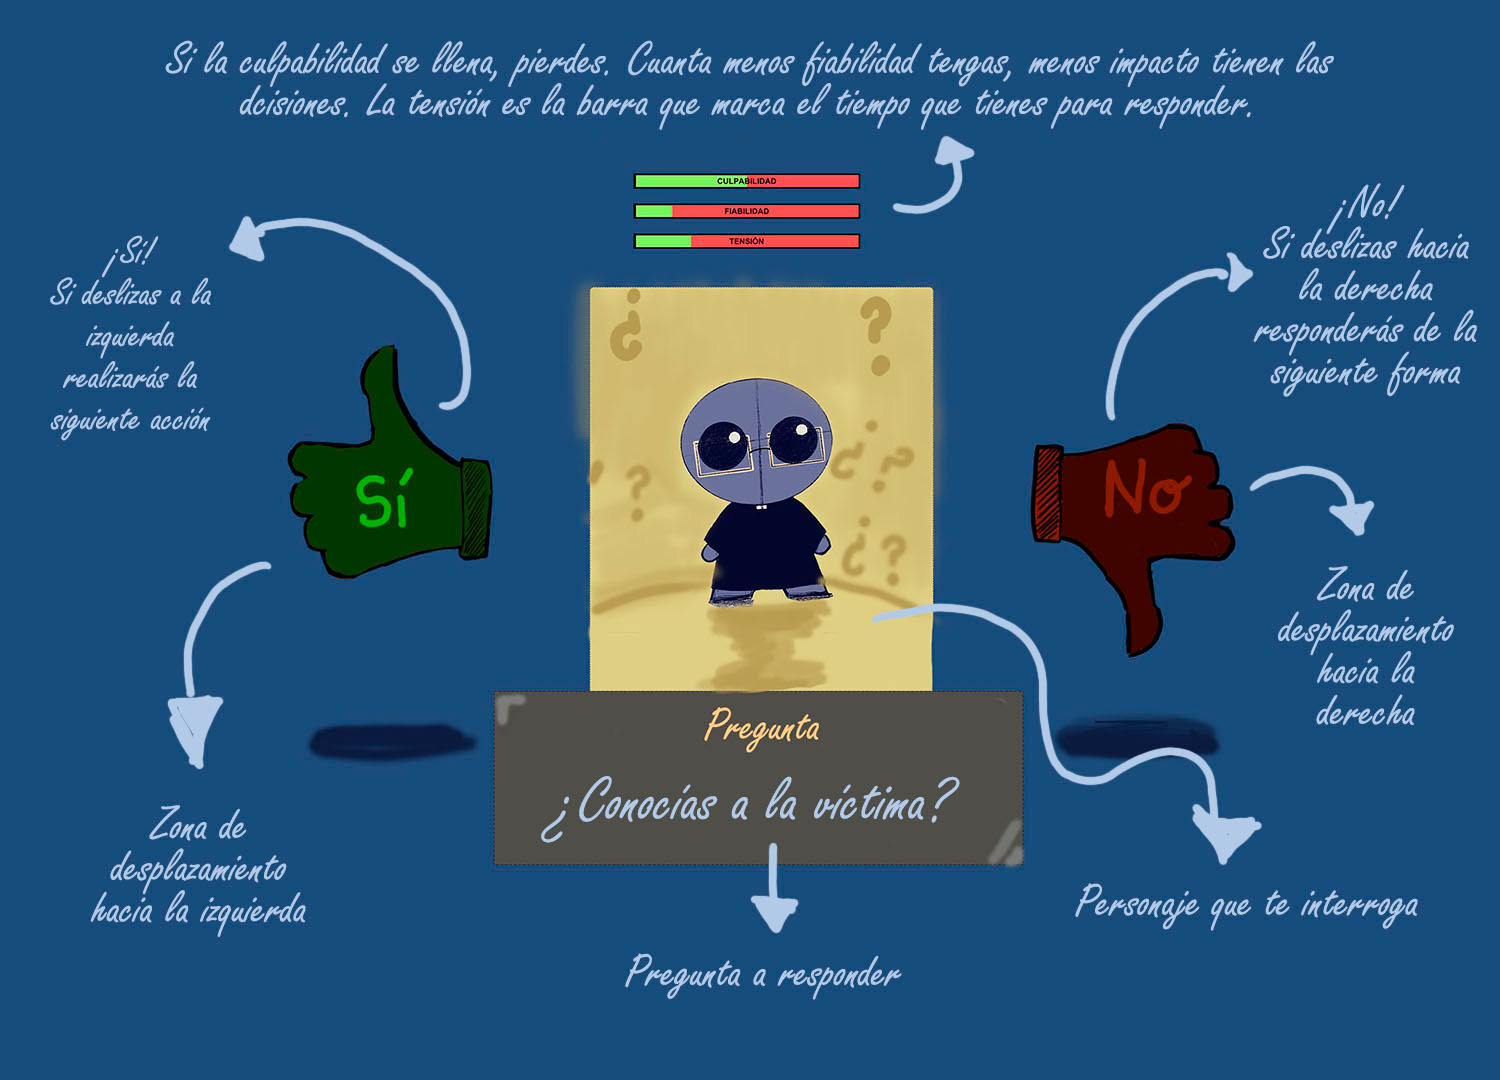 Si la culpabilidad se llena, pierdes. Cuanta menos fiabilidad tengas, menos impacto tienen las
dcisiones. La tensión es la barra que marca el tiempo que tienes para responder.
CULPABILIDAD
FIABILIDAD
TENSIÓN
¡Sí!
Si deslizas a la
izquierda
realizarás la
siguiente acción
¡No!
Si deslizas hacia
la derecha
responderás de la
siguiente forma
¿
?
?
?
¿
?
¿
?
Sí
No
Zona de
desplazamiento
hacia la
derecha
Pregunta
¿Conocías a la víctima?
Zona de
desplazamiento
hacia la izquierda
Personaje que te interroga
Pregunta a responder